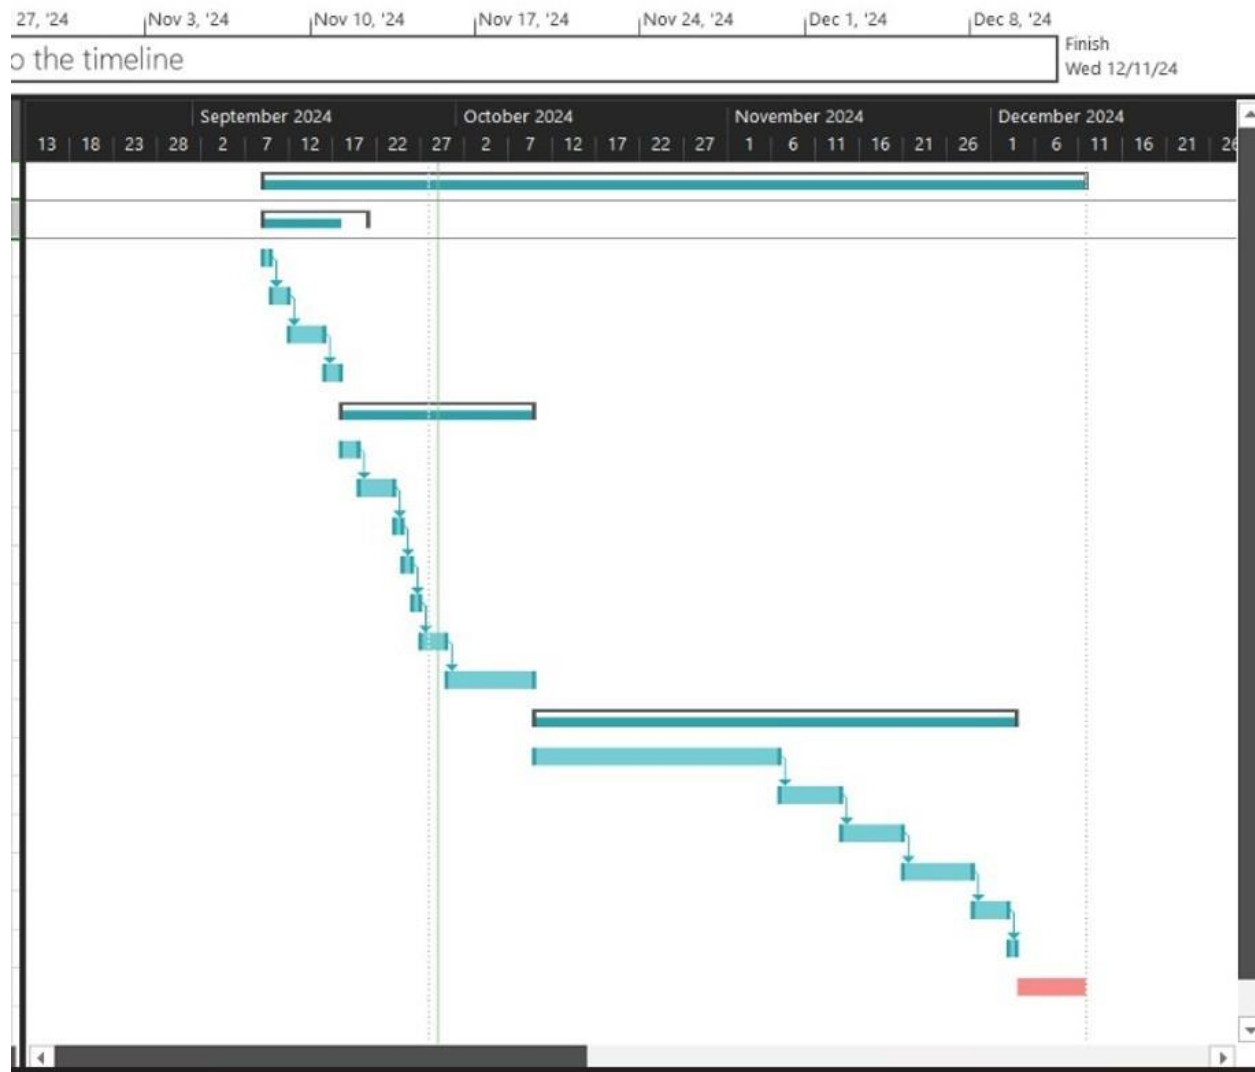 27, '24 Nov 3, '24 Nov 10, '24 Nov 17, '24 Nov 24, '24 Dec 1, '24 Dec 8, '24
o the timeline
Finish
Wed 12/11/24
September 2024 October 2024 November 2024 December 2024
13 18 23 28 2 7 12 17 22 27 2 7 12 17 22 27 1 6 11 16 21 26 1 6 11 16 21 26